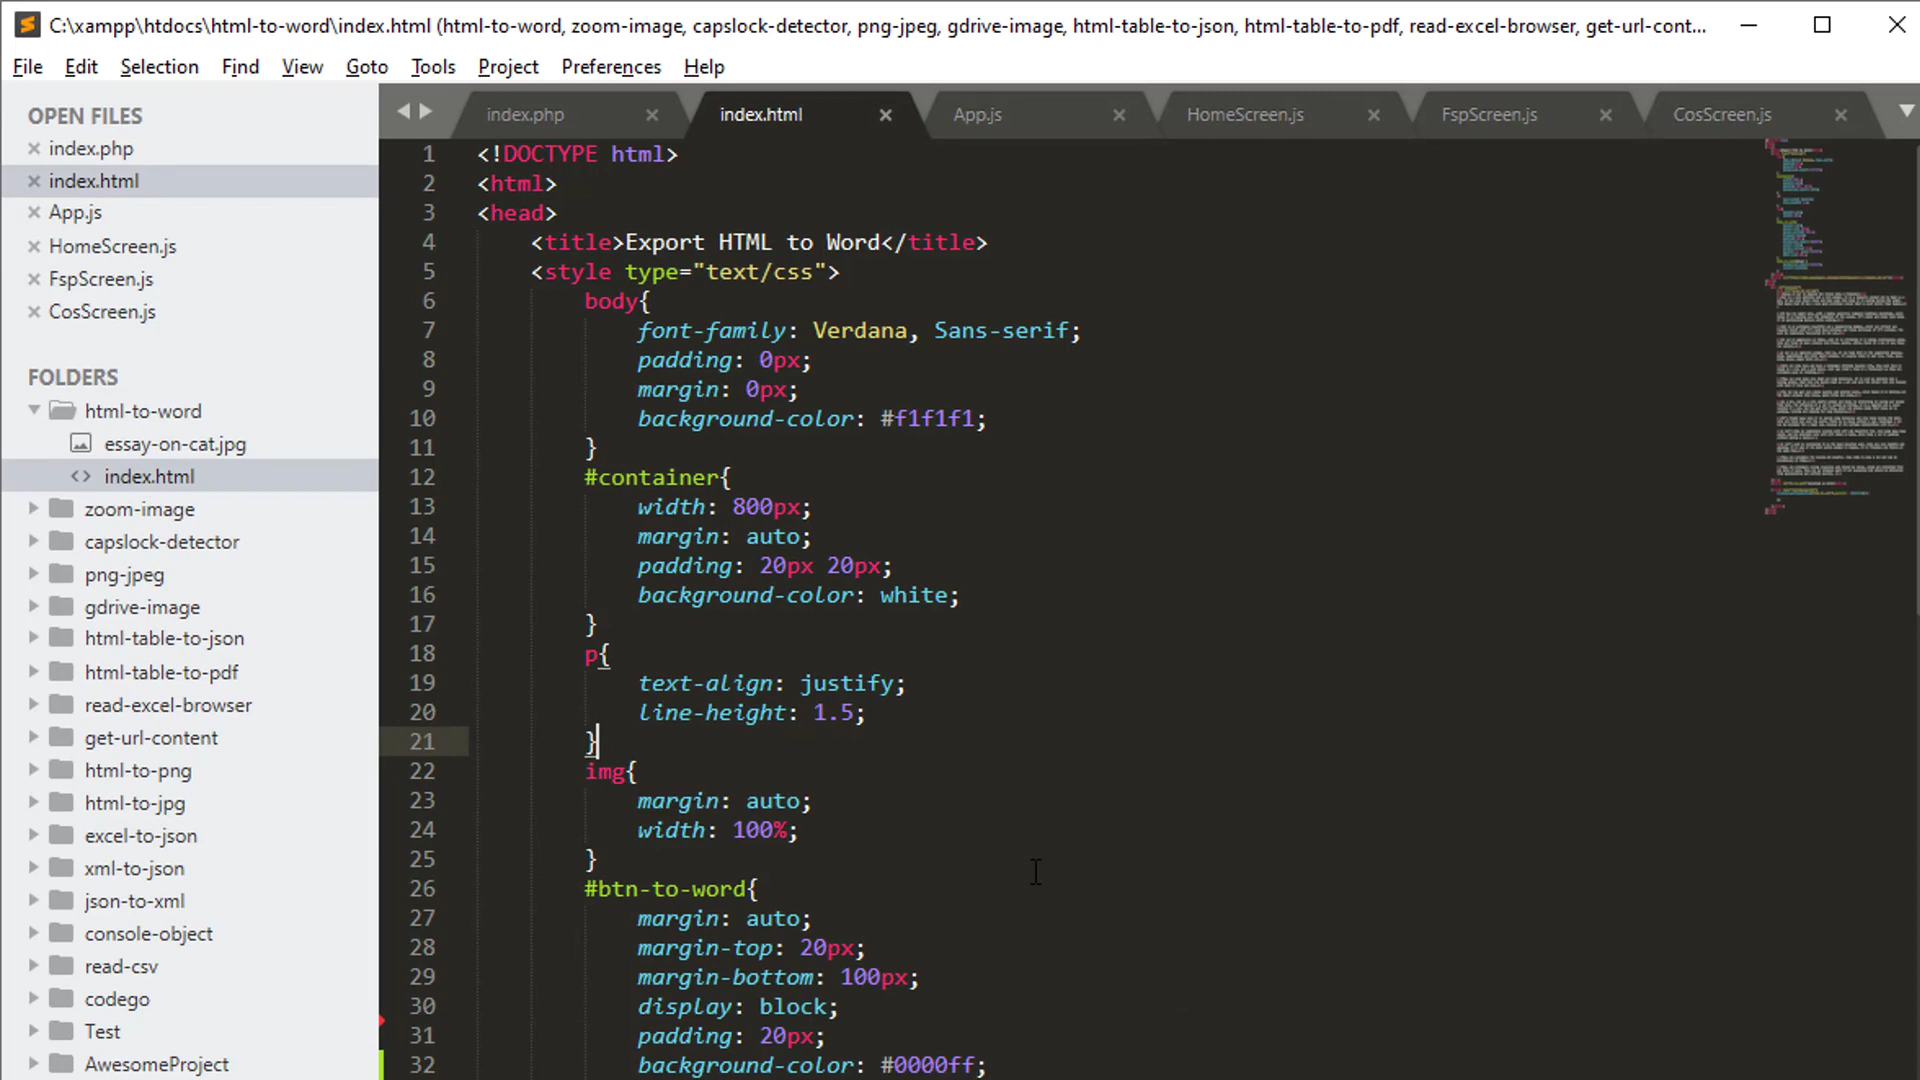 C:\xampp\htdocs\html-to-word\index.html (html-to-word, zoom-image, capslock-detector, png-jpeg, gdrive-image, html-table-to-json, html-table-to-pdf, read-excel-browser, get-url-cont...
File Edit Selection Find View Goto Tools Project Preferences Help
OPEN FILES
index.php
index.html
App.js
HomeScreen.js
FspScreen.js
CosScreen.js
FOLDERS
html-to-word
essay-on-cat.jpg
<> index.html
zoom-image
capslock-detector
png-jpeg
gdrive-image
html-table-to-json
html-table-to-pdf
read-excel-browser
get-url-content
html-to-png
html-to-jpg
excel-to-json
xml-to-json
json-to-xml
console-object
read-csv
codego
Test
AwesomeProject
index.php index.html App.js HomeScreen.js FspScreen.js CosScreen.js
1 <!DOCTYPE html>
2 <html>
3 <head>
4 <title>Export HTML to Word</title>
5 <style type="text/css">
6 body{
7 font-family: Verdana, Sans-serif;
8 padding: 0px;
9 margin: 0px;
10 background-color: #f1f1f1;
11 }
12 #container{
13 width: 800px;
14 margin: auto;
15 padding: 20px 20px;
16 background-color: white;
17 }
18 p{
19 text-align: justify;
20 line-height: 1.5;
21 }
22 img{
23 margin: auto;
24 width: 100%;
25 }
26 #btn-to-word{
27 margin: auto;
28 margin-top: 20px;
29 margin-bottom: 100px;
30 display: block;
31 padding: 20px;
32 background-color: #0000ff;